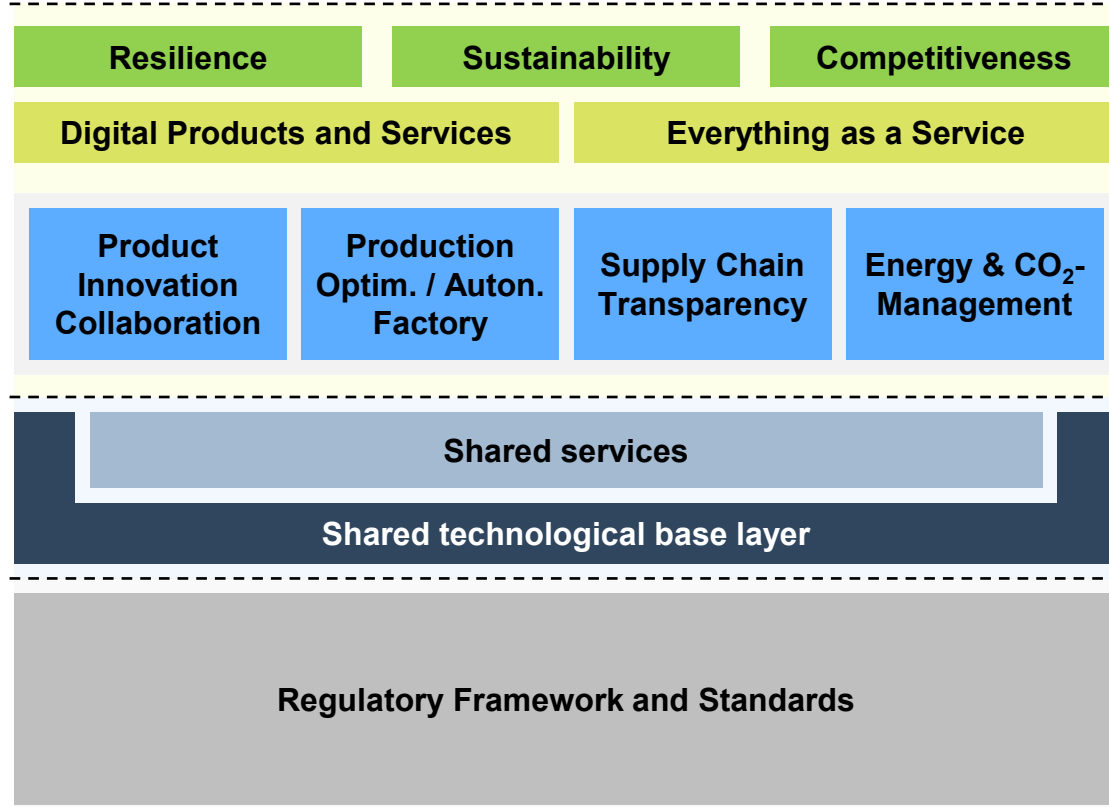 Resilience
Sustainability
Competitiveness
Digital Products and Services
Everything as a Service
Product
Innovation
Collaboration
Production
Optim. / Auton.
Factory
Supply Chain
Transparency
Energy & CO₂-
Management
Shared services
Shared technological base layer
Regulatory Framework and Standards